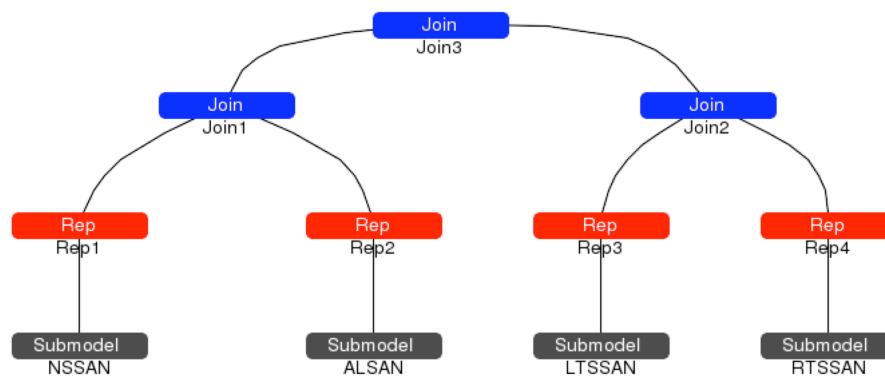 Join
Join3
Join
Join1
Join
Join2
Rep
Rep1
Rep
Rep2
Rep
Rep3
Rep
Rep4
Submodel
NSSAN
Submodel
ALSAN
Submodel
LTSSAN
Submodel
RTSSAN